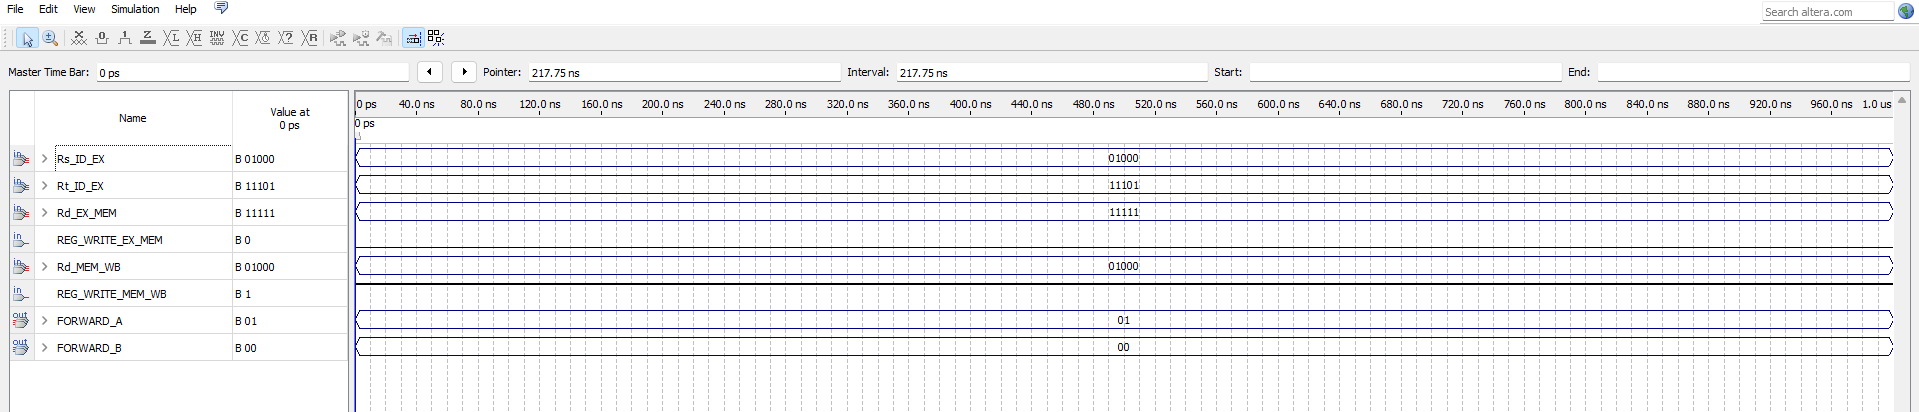 File Edit View Simulation Help
Search altera.com
Master Time Bar: 0 ps Pointer: 217.75 ns Interval: 217.75 ns Start: End:
Name Value at 0 ps
0 ps 40.0 ns 80.0 ns 120.0 ns 160.0 ns 200.0 ns 240.0 ns 280.0 ns 320.0 ns 360.0 ns 400.0 ns 440.0 ns 480.0 ns 520.0 ns 560.0 ns 600.0 ns 640.0 ns 680.0 ns 720.0 ns 760.0 ns 800.0 ns 840.0 ns 880.0 ns 920.0 ns 960.0 ns 1.0 us
0 ps
in Rs_ID_EX B 01000 01000
in Rt_ID_EX B 11101 11101
in Rd_EX_MEM B 11111 11111
in REG_WRITE_EX_MEM B 0
in Rd_MEM_WB B 01000 01000
in REG_WRITE_MEM_WB B 1
out FORWARD_A B 01 01
out FORWARD_B B 00 00